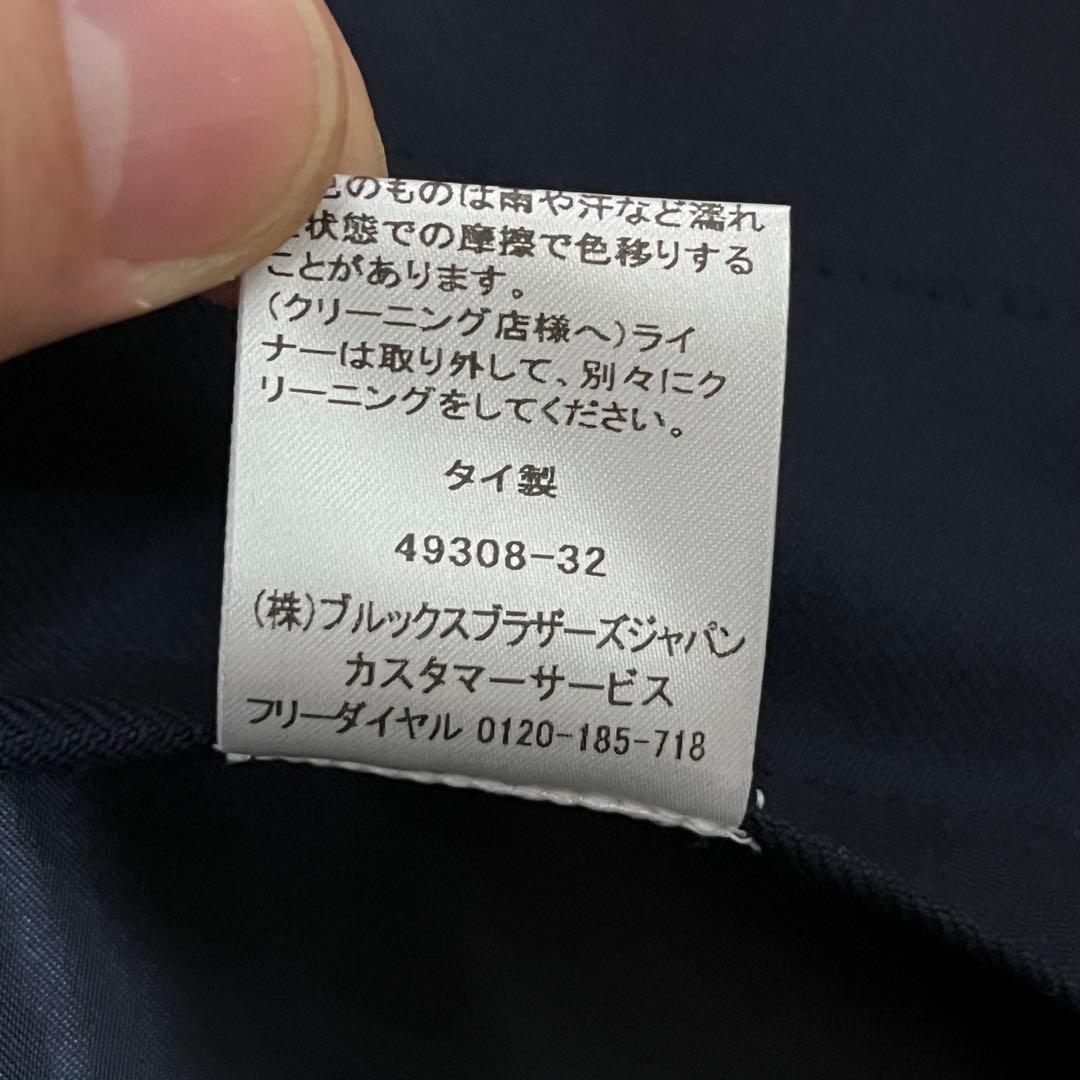 色のものは雨や汗など濡れ
た状態での摩擦で色移りする
ことがあります。
(クリーニング店様へ)ライ
ナーは取り外して、別々にク
リーニングをしてください。
タイ製
49308-32
(株)ブルックスブラザーズジャパン
カスタマーサービス
フリーダイヤル 0120-185-718